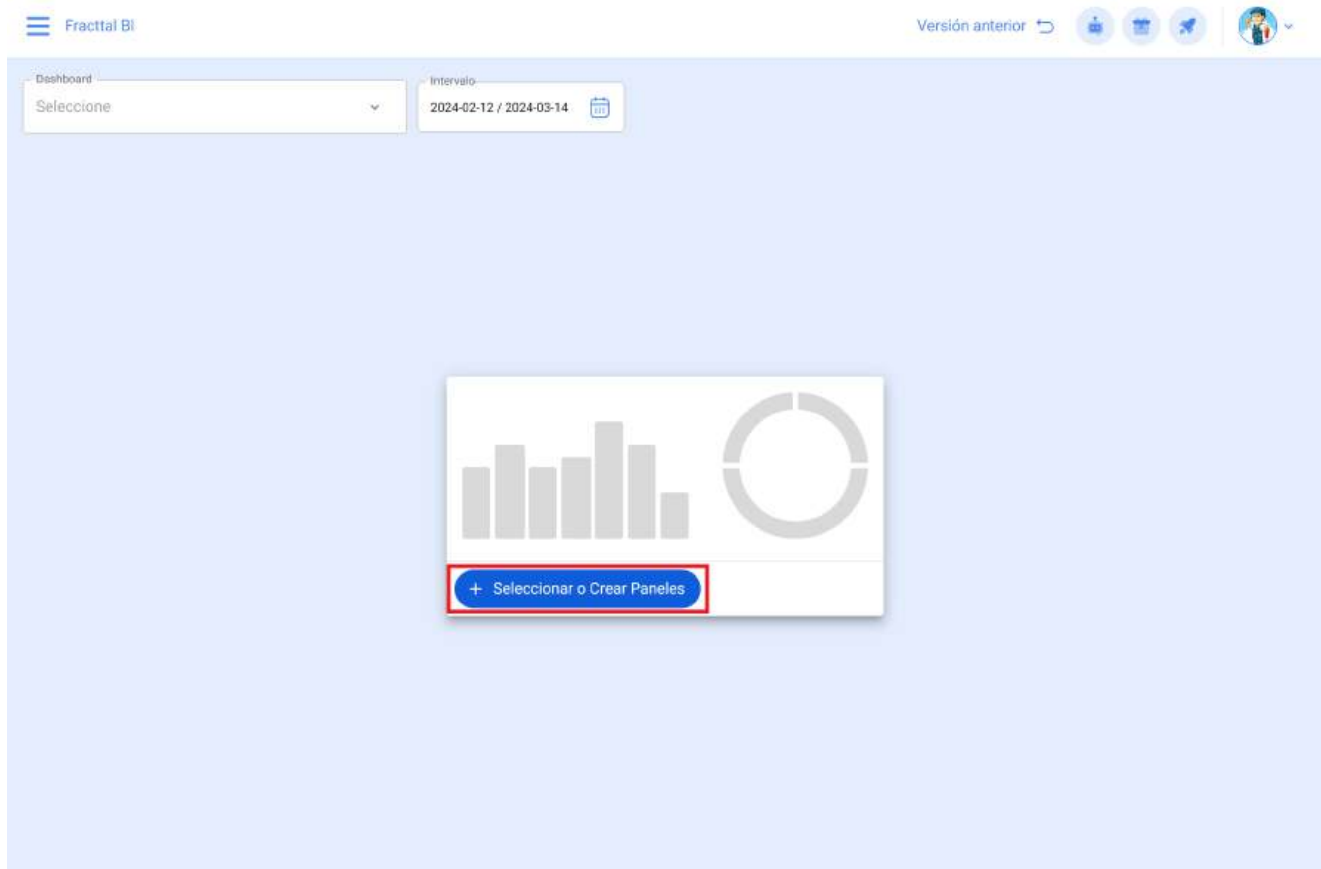 Fracttal BI
Versión anterior
Dashboard
Seleccione
Intervalo
2024-02-12 / 2024-03-14
+ Seleccionar o Crear Paneles